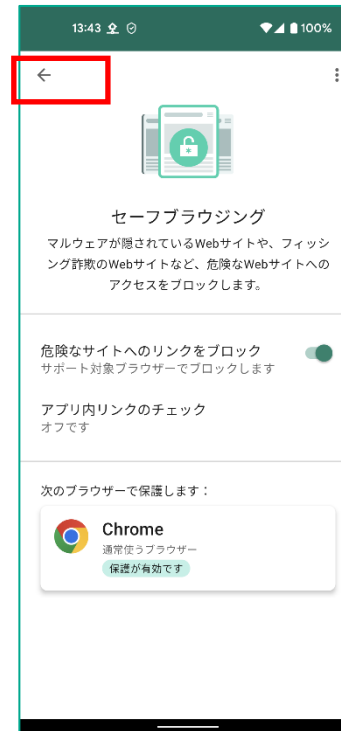 13:43 100%
セーフブラウジング
マルウェアが隠されているWebサイトや、フィッシ
ング詐欺のWebサイトなど、危険なWebサイトへの
アクセスをブロックします。
危険なサイトへのリンクをブロック
サポート対象ブラウザーでブロックします
アプリ内リンクのチェック
オフです
次のブラウザーで保護します：
Chrome
通常使うブラウザー
保護が有効です